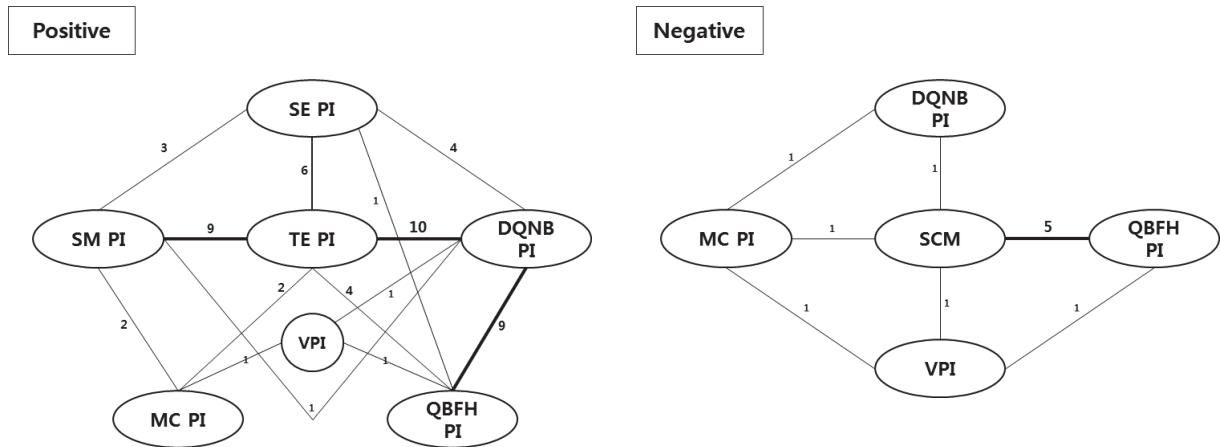 Positive
Negative
SE PI
3
4
6
1
SM PI
9
TE PI
10
DQNB
PI
2
2
4
1
9
VPI
1
1
1
MC PI
QBFH
PI
DQNB
PI
1
1
MC PI
1
SCM
5
QBFH
PI
1
1
1
VPI